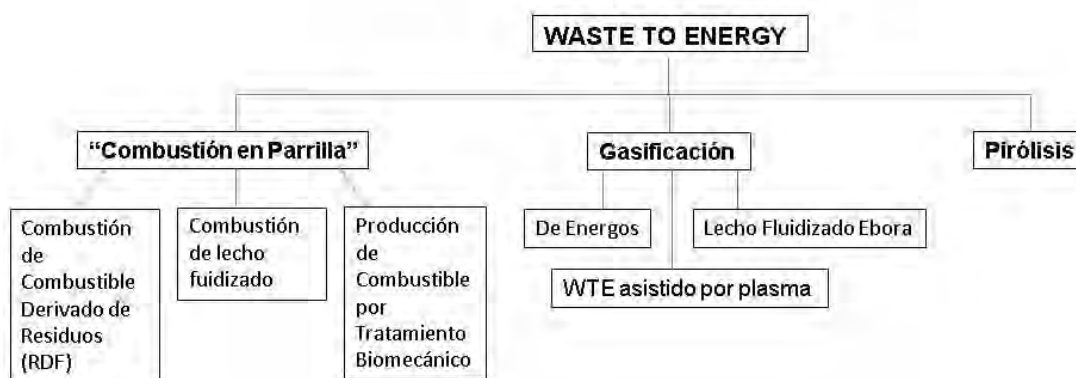 WASTE TO ENERGY
“Combustión en Parrilla”
Gasificación
Pirólisis
Combustión
de
Combustible
Derivado de
Residuos
(RDF)
Combustión
de lecho
fuidizado
Producción
de
Combustible
por
Tratamiento
Biomecánico
De Energos
Lecho Fluidizado Ebora
WTE asistido por plasma